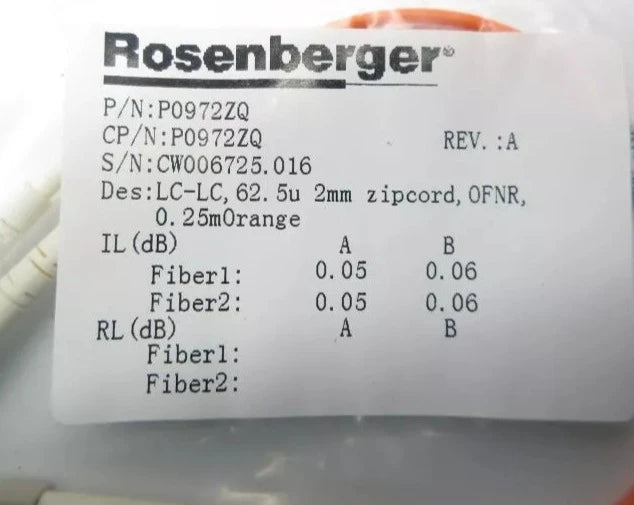 Rosenberger®
P/N:P0972ZQ
CP/N:P0972ZQ REV.:A
S/N:CW006725.016
Des:LC-LC, 62.5u 2mm zipcord, OFNR,
0.25mOrange
IL(dB) A B
Fiber1: 0.05 0.06
Fiber2: 0.05 0.06
RL(dB) A B
Fiber1:
Fiber2: